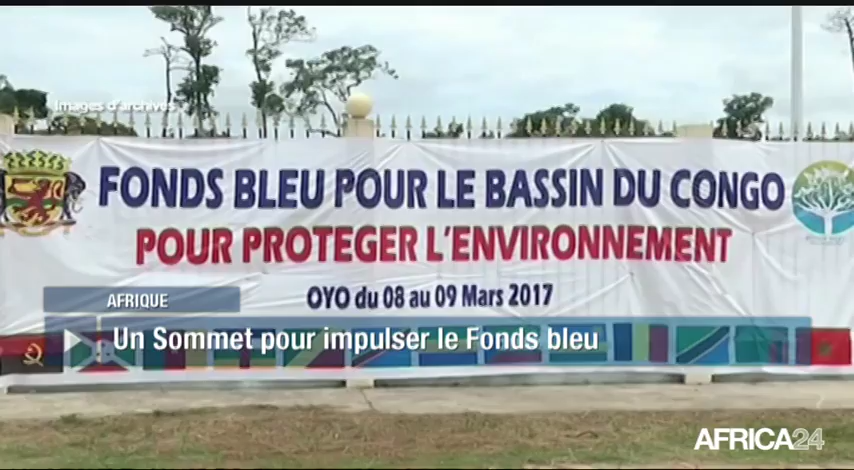 Images d'archives
FONDS BLEU POUR LE BASSIN DU CONGO
POUR PROTEGER L'ENVIRONNEMENT
OYO du 08 au 09 Mars 2017
AFRIQUE
Un Sommet pour impulser le Fonds bleu
AFRICA24